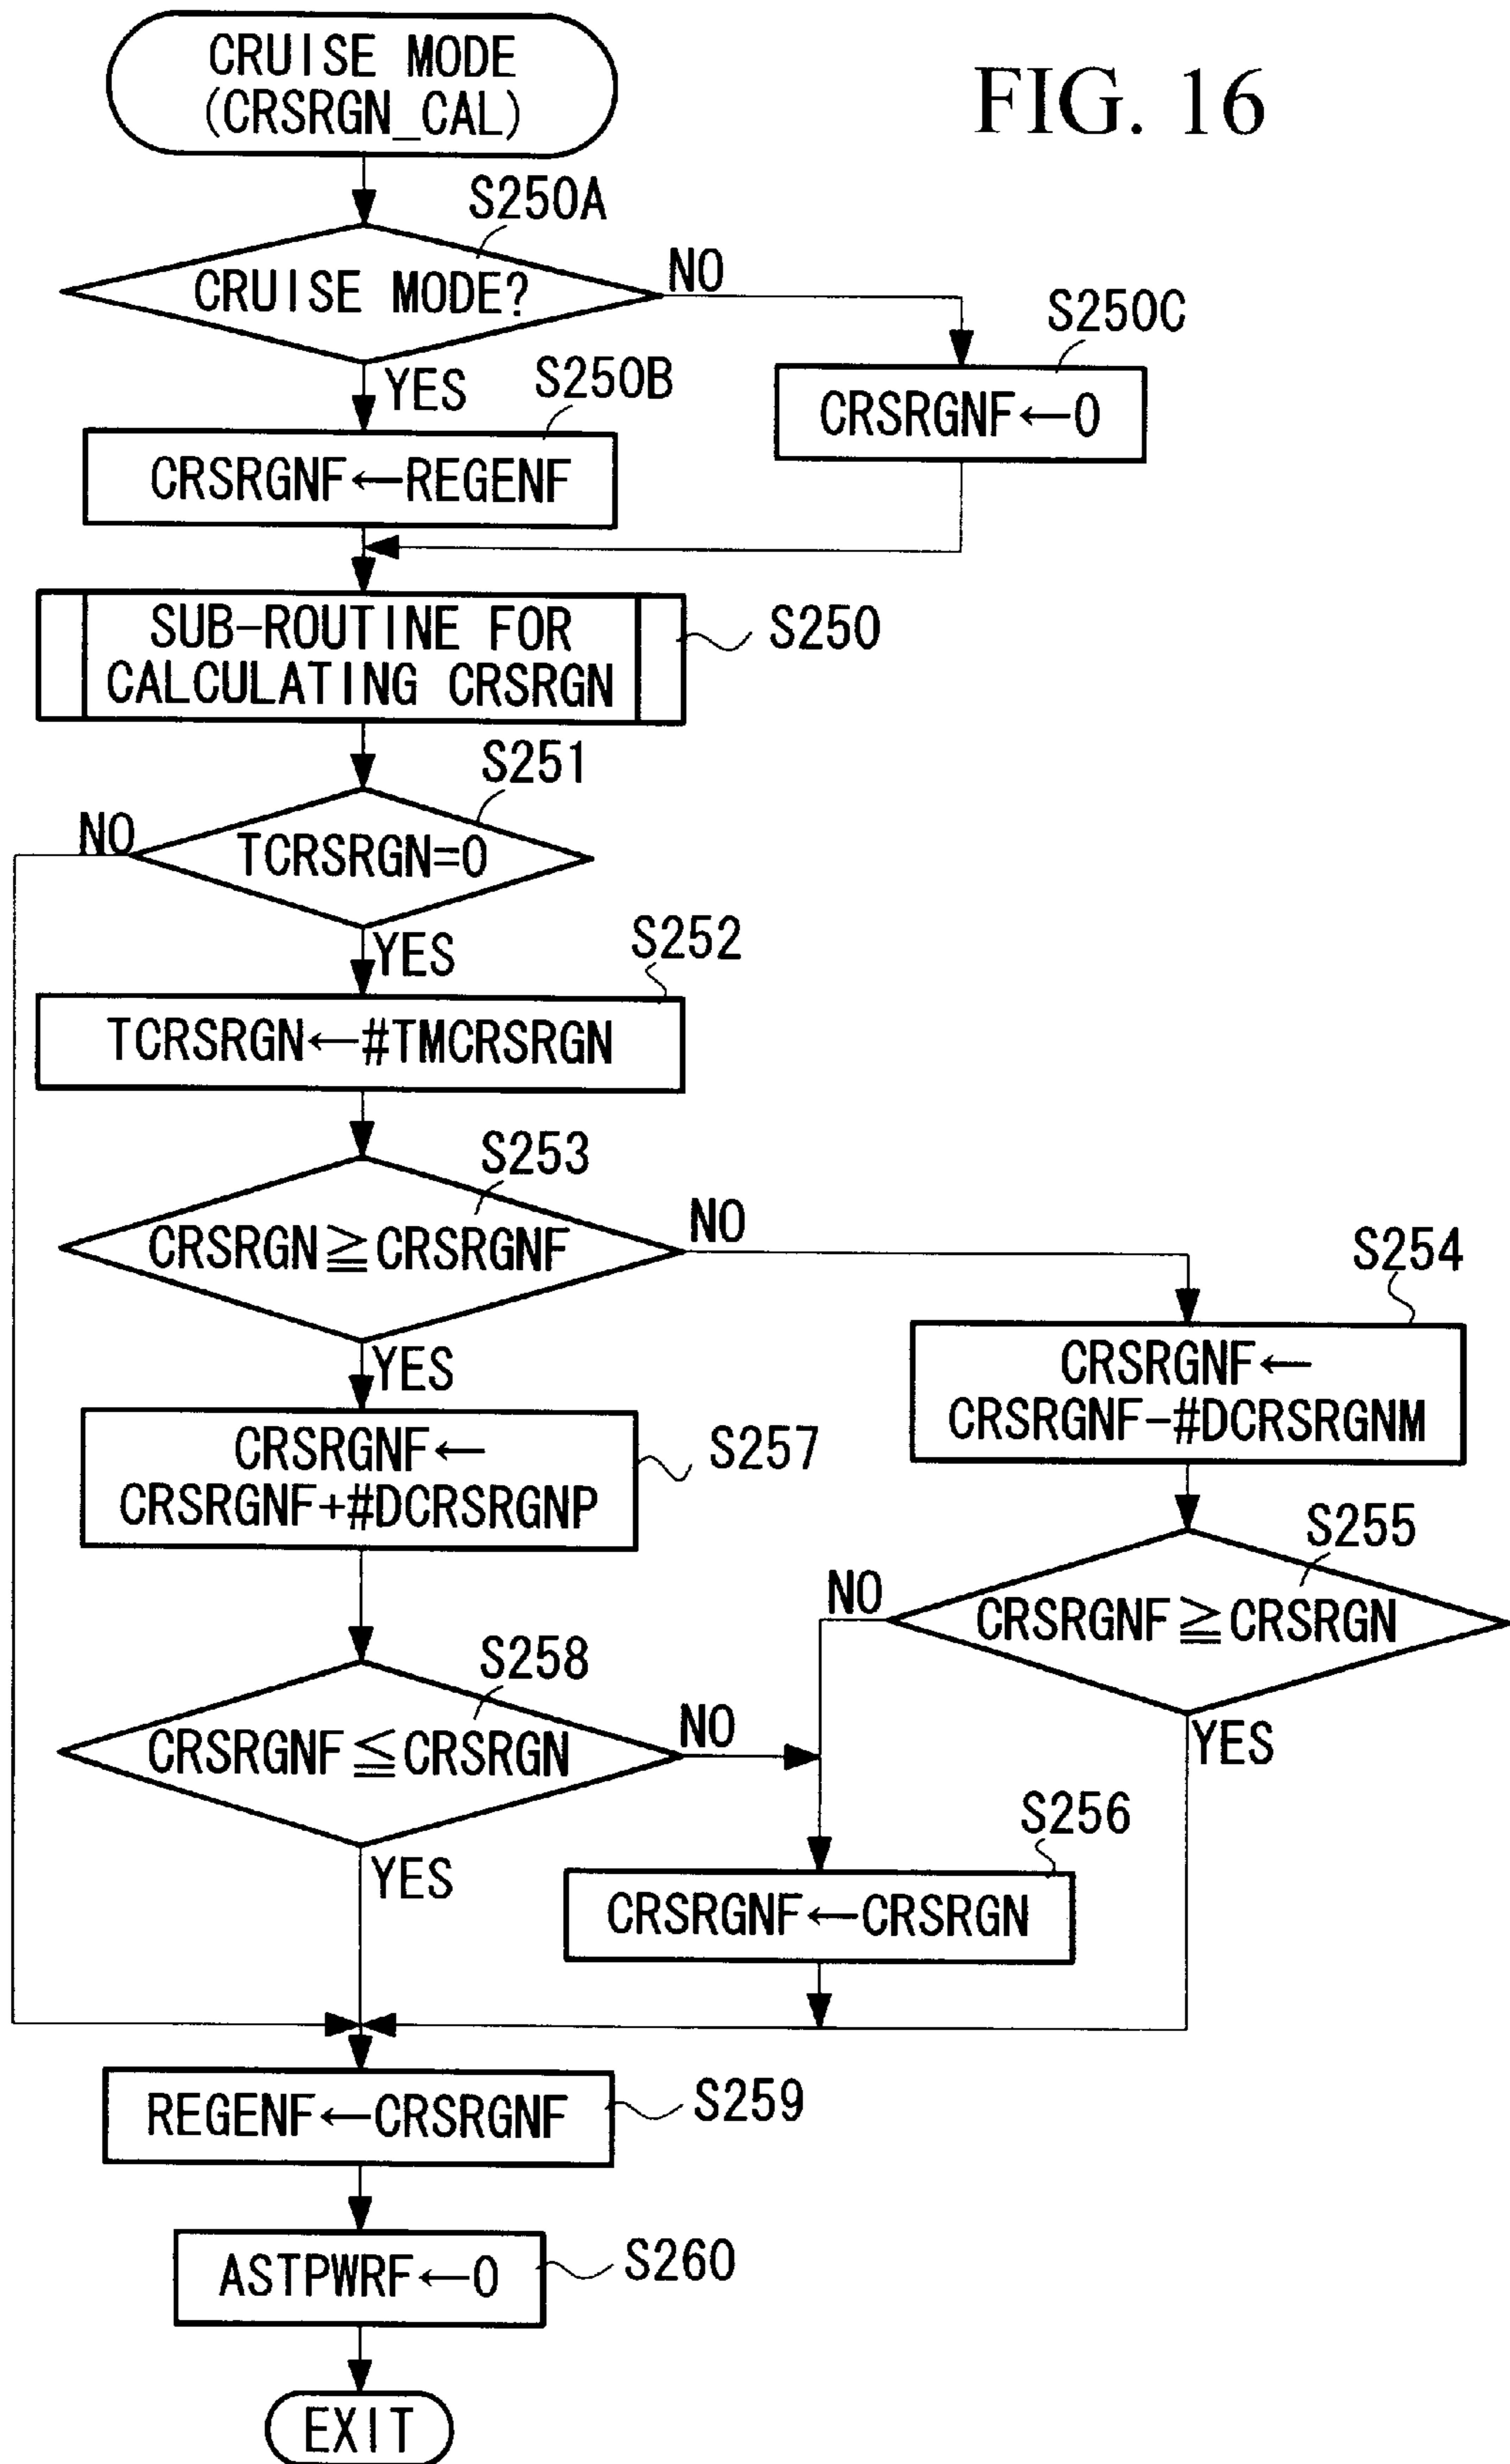 FIG. 16
CRUISE MODE
(CRSRGN_CAL)
S250A
CRUISE MODE?
NO
YES
S250C
CRSRGNF←0
S250B
CRSRGNF←REGENF
SUB-ROUTINE FOR
CALCULATING CRSRGN
S250
S251
TCRSRGN=0
NO
YES
S252
TCRSRGN←#TMCRSRGN
S253
CRSRGN≧CRSRGNF
NO
YES
S254
CRSRGNF←
CRSRGNF-#DCRSRGNM
CRSRGNF←
CRSRGNF+#DCRSRGNP
S257
S255
CRSRGNF≧CRSRGN
NO
YES
S258
CRSRGNF≦CRSRGN
NO
YES
S256
CRSRGNF←CRSRGN
REGENF←CRSRGNF
S259
ASTPWRF←0
S260
EXIT